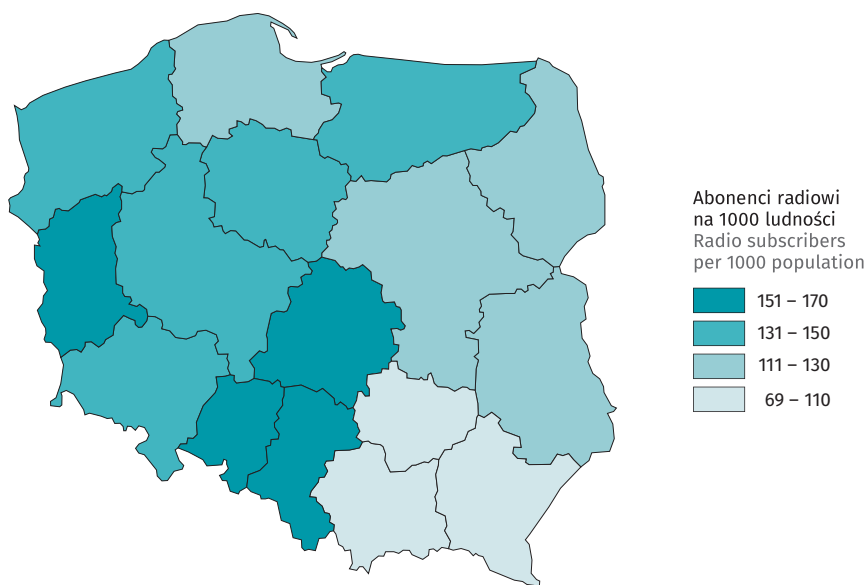 Abonenci radiowi
na 1000 ludności
Radio subscribers
per 1000 population
151 – 170
131 – 150
111 – 130
69 – 110